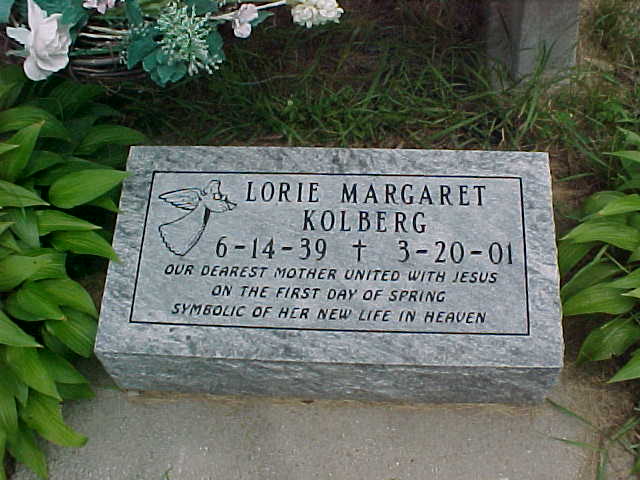 LORIE MARGARET
KOLBERG
6-14-39 ✝ 3-20-01
OUR DEAREST MOTHER UNITED WITH JESUS
ON THE FIRST DAY OF SPRING
SYMBOLIC OF HER NEW LIFE IN HEAVEN